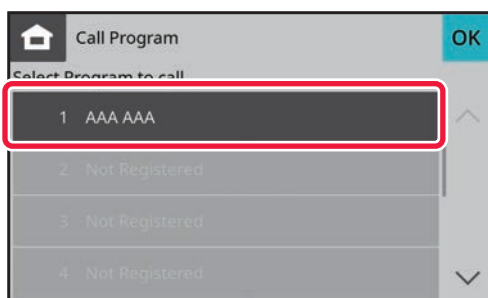 Call Program
OK
Select Program to call
1 AAA AAA
2 Not Registered
3 Not Registered
4 Not Registered